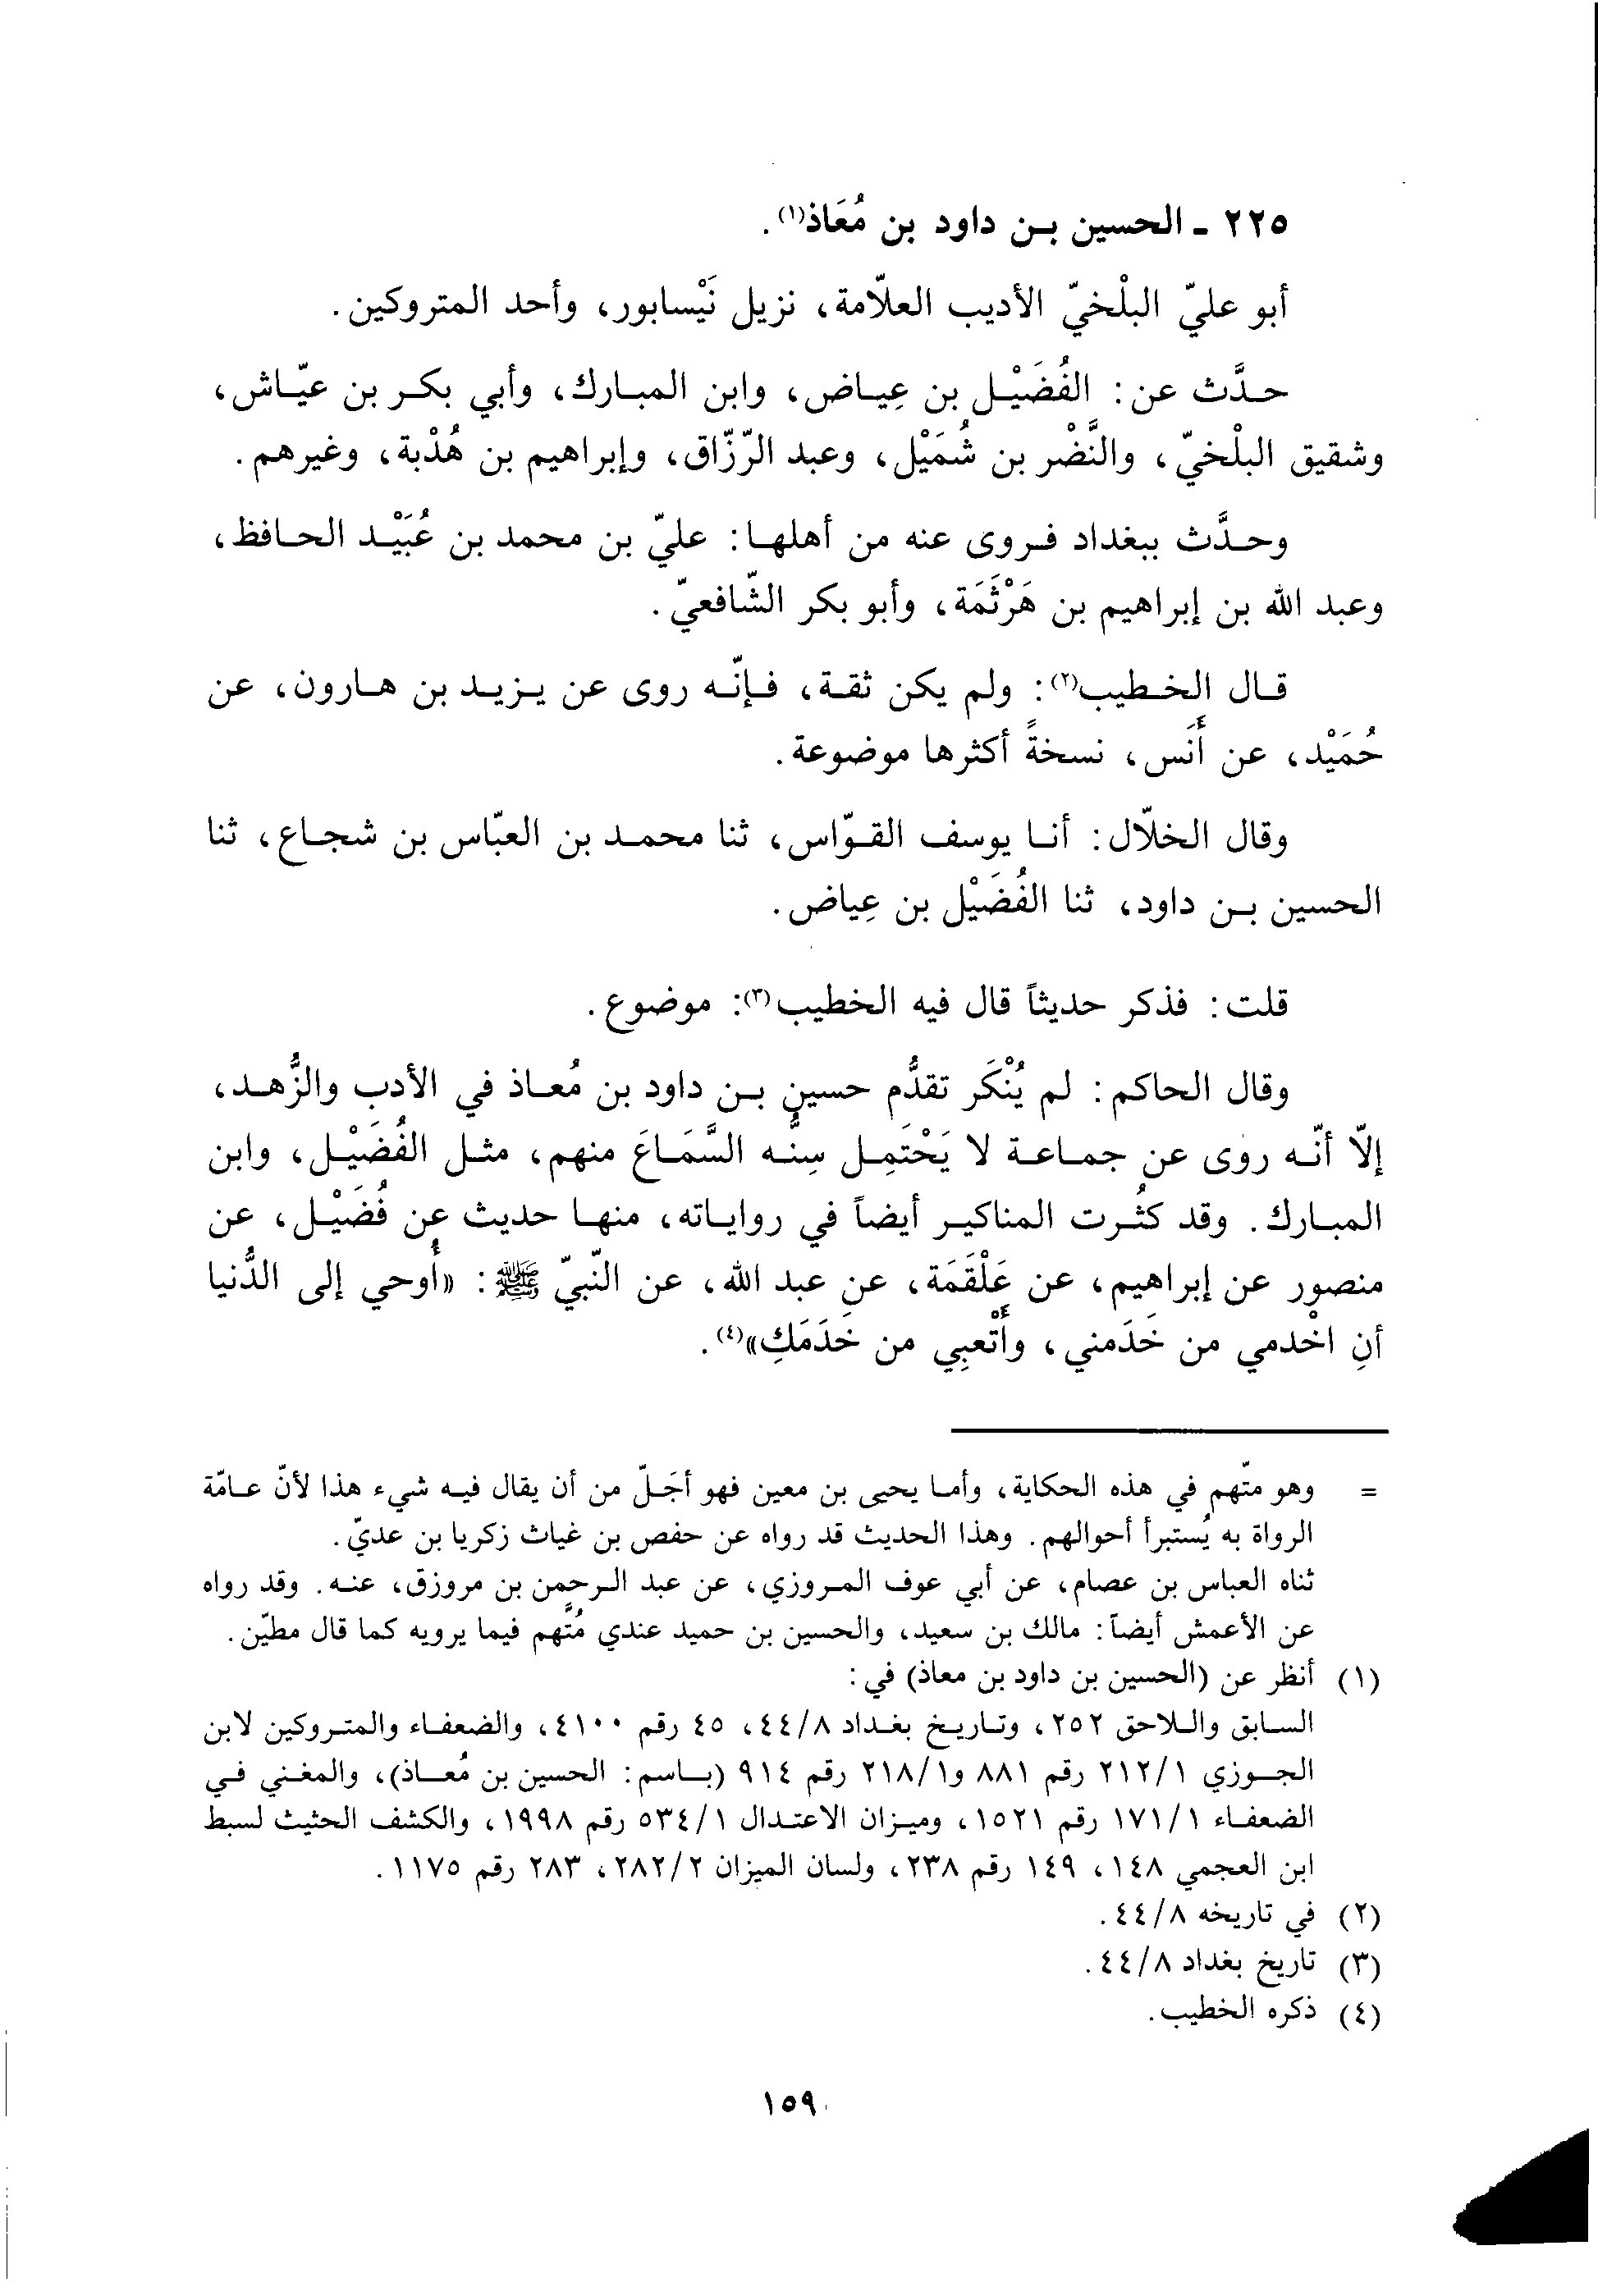 ٢٢٥ - الحسين بن داود بن مُعَاذ(١).
أبو عليّ البلْخيّ الأديب العلّامة، نزيل نَيْسابور، وأحد المتروكين.
حدَّث عن: الفُضَيْل بن عِياض، وابن المبارك، وأبي بكر بن عيّاش،
وشقيق البلْخيّ، والنَّضْر بن شُمَيْل، وعبد الرّزّاق، وإبراهيم بن هُدْبة، وغيرهم.
وحدَّث ببغداد فروى عنه من أهلها: عليّ بن محمد بن عُبَيْد الحافظ،
وعبد الله بن إبراهيم بن هَرْثَمَة، وأبو بكر الشّافعيّ.
قال الخطيب(٢): ولم يكن ثقة، فإنّه روى عن يزيد بن هارون، عن
حُمَيْد، عن أَنَس، نسخةً أكثرها موضوعة.
وقال الخلّال: أنا يوسف القوّاس، ثنا محمد بن العبّاس بن شجاع، ثنا
الحسين بن داود، ثنا الفُضَيْل بن عِياض.
قلت: فذكر حديثاً قال فيه الخطيب(٣): موضوع.
وقال الحاكم: لم يُنْكَر تقدُّم حسين بن داود بن مُعاذ في الأدب والزُّهد،
إلّا أنّه روى عن جماعة لا يَحْتَمِل سِنُّه السَّمَاعَ منهم، مثل الفُضَيْل، وابن
المبارك. وقد كثُرت المناكير أيضاً في رواياته، منها حديث عن فُضَيْل، عن
منصور عن إبراهيم، عن عَلْقَمَة، عن عبد الله، عن النّبيّ ﷺ: «أُوحي إلى الدُّنيا
أنِ اخْدمي من خَدَمني، وأَتْعبِي من خَدَمَكِ»(٤).
= وهو متّهم في هذه الحكاية، وأما يحيى بن معين فهو أجَلّ من أن يقال فيه شيء هذا لأنّ عامّة
الرواة به يُستبرأ أحوالهم. وهذا الحديث قد رواه عن حفص بن غياث زكريا بن عديّ.
ثناه العباس بن عصام، عن أبي عوف المروزي، عن عبد الرحمن بن مروزق، عنه. وقد رواه
عن الأعمش أيضاً: مالك بن سعيد، والحسين بن حميد عندي مُتَّهم فيما يرويه كما قال مطيّن.
(١) أنظر عن (الحسين بن داود بن معاذ) في:
السابق واللاحق ٢٥٢، وتاريخ بغداد ٤٤/٨، ٤٥ رقم ٤١٠٠، والضعفاء والمتروكين لابن
الجوزي ٢١٢/١ رقم ٨٨١ و٢١٨/١ رقم ٩١٤ (باسم: الحسين بن مُعاذ)، والمغني في
الضعفاء ١٧١/١ رقم ١٥٢١، وميزان الاعتدال ٥٣٤/١ رقم ١٩٩٨، والكشف الحثيث لسبط
ابن العجمي ١٤٨، ١٤٩ رقم ٢٣٨، ولسان الميزان ٢٨٢/٢، ٢٨٣ رقم ١١٧٥.
(٢) في تاريخه ٤٤/٨.
(٣) تاريخ بغداد ٤٤/٨.
(٤) ذكره الخطيب.
١٥٩